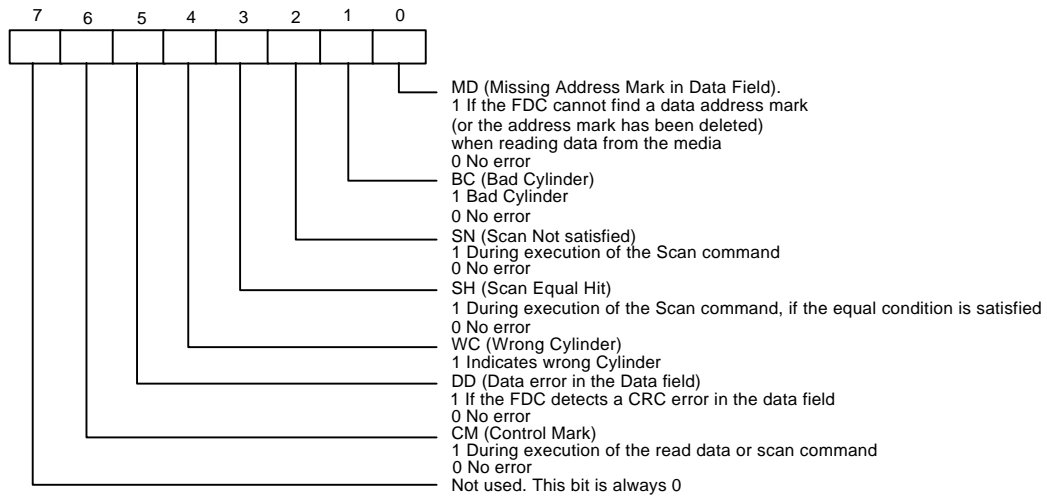 7 6 5 4 3 2 1 0
MD (Missing Address Mark in Data Field).
1 If the FDC cannot find a data address mark
(or the address mark has been deleted)
when reading data from the media
0 No error
BC (Bad Cylinder)
1 Bad Cylinder
0 No error
SN (Scan Not satisfied)
1 During execution of the Scan command
0 No error
SH (Scan Equal Hit)
1 During execution of the Scan command, if the equal condition is satisfied
0 No error
WC (Wrong Cylinder)
1 Indicates wrong Cylinder
DD (Data error in the Data field)
1 If the FDC detects a CRC error in the data field
0 No error
CM (Control Mark)
1 During execution of the read data or scan command
0 No error
Not used. This bit is always 0